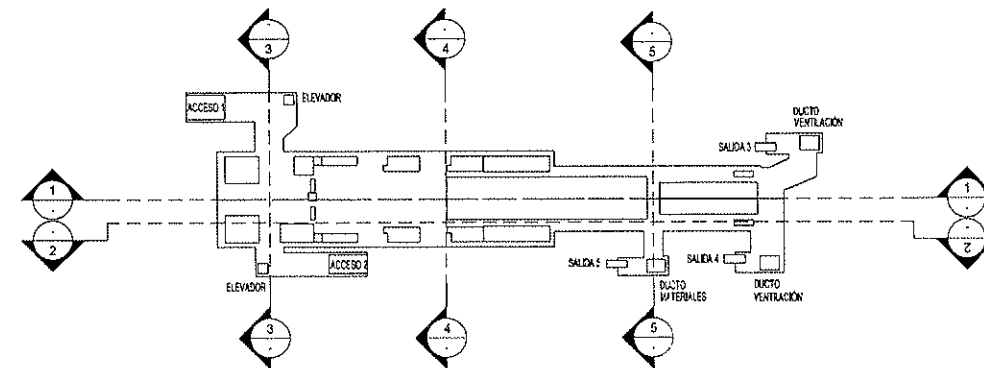 3
4
5
ACCESO 1
ELEVADOR
DUCTO
VENTILACIÓN
SALIDA 3
1
1
2
2
ACCESO 2
SALIDA 5
SALIDA 4
ELEVADOR
DUCTO
MATERIALES
DUCTO
VENTILACIÓN
3
4
5